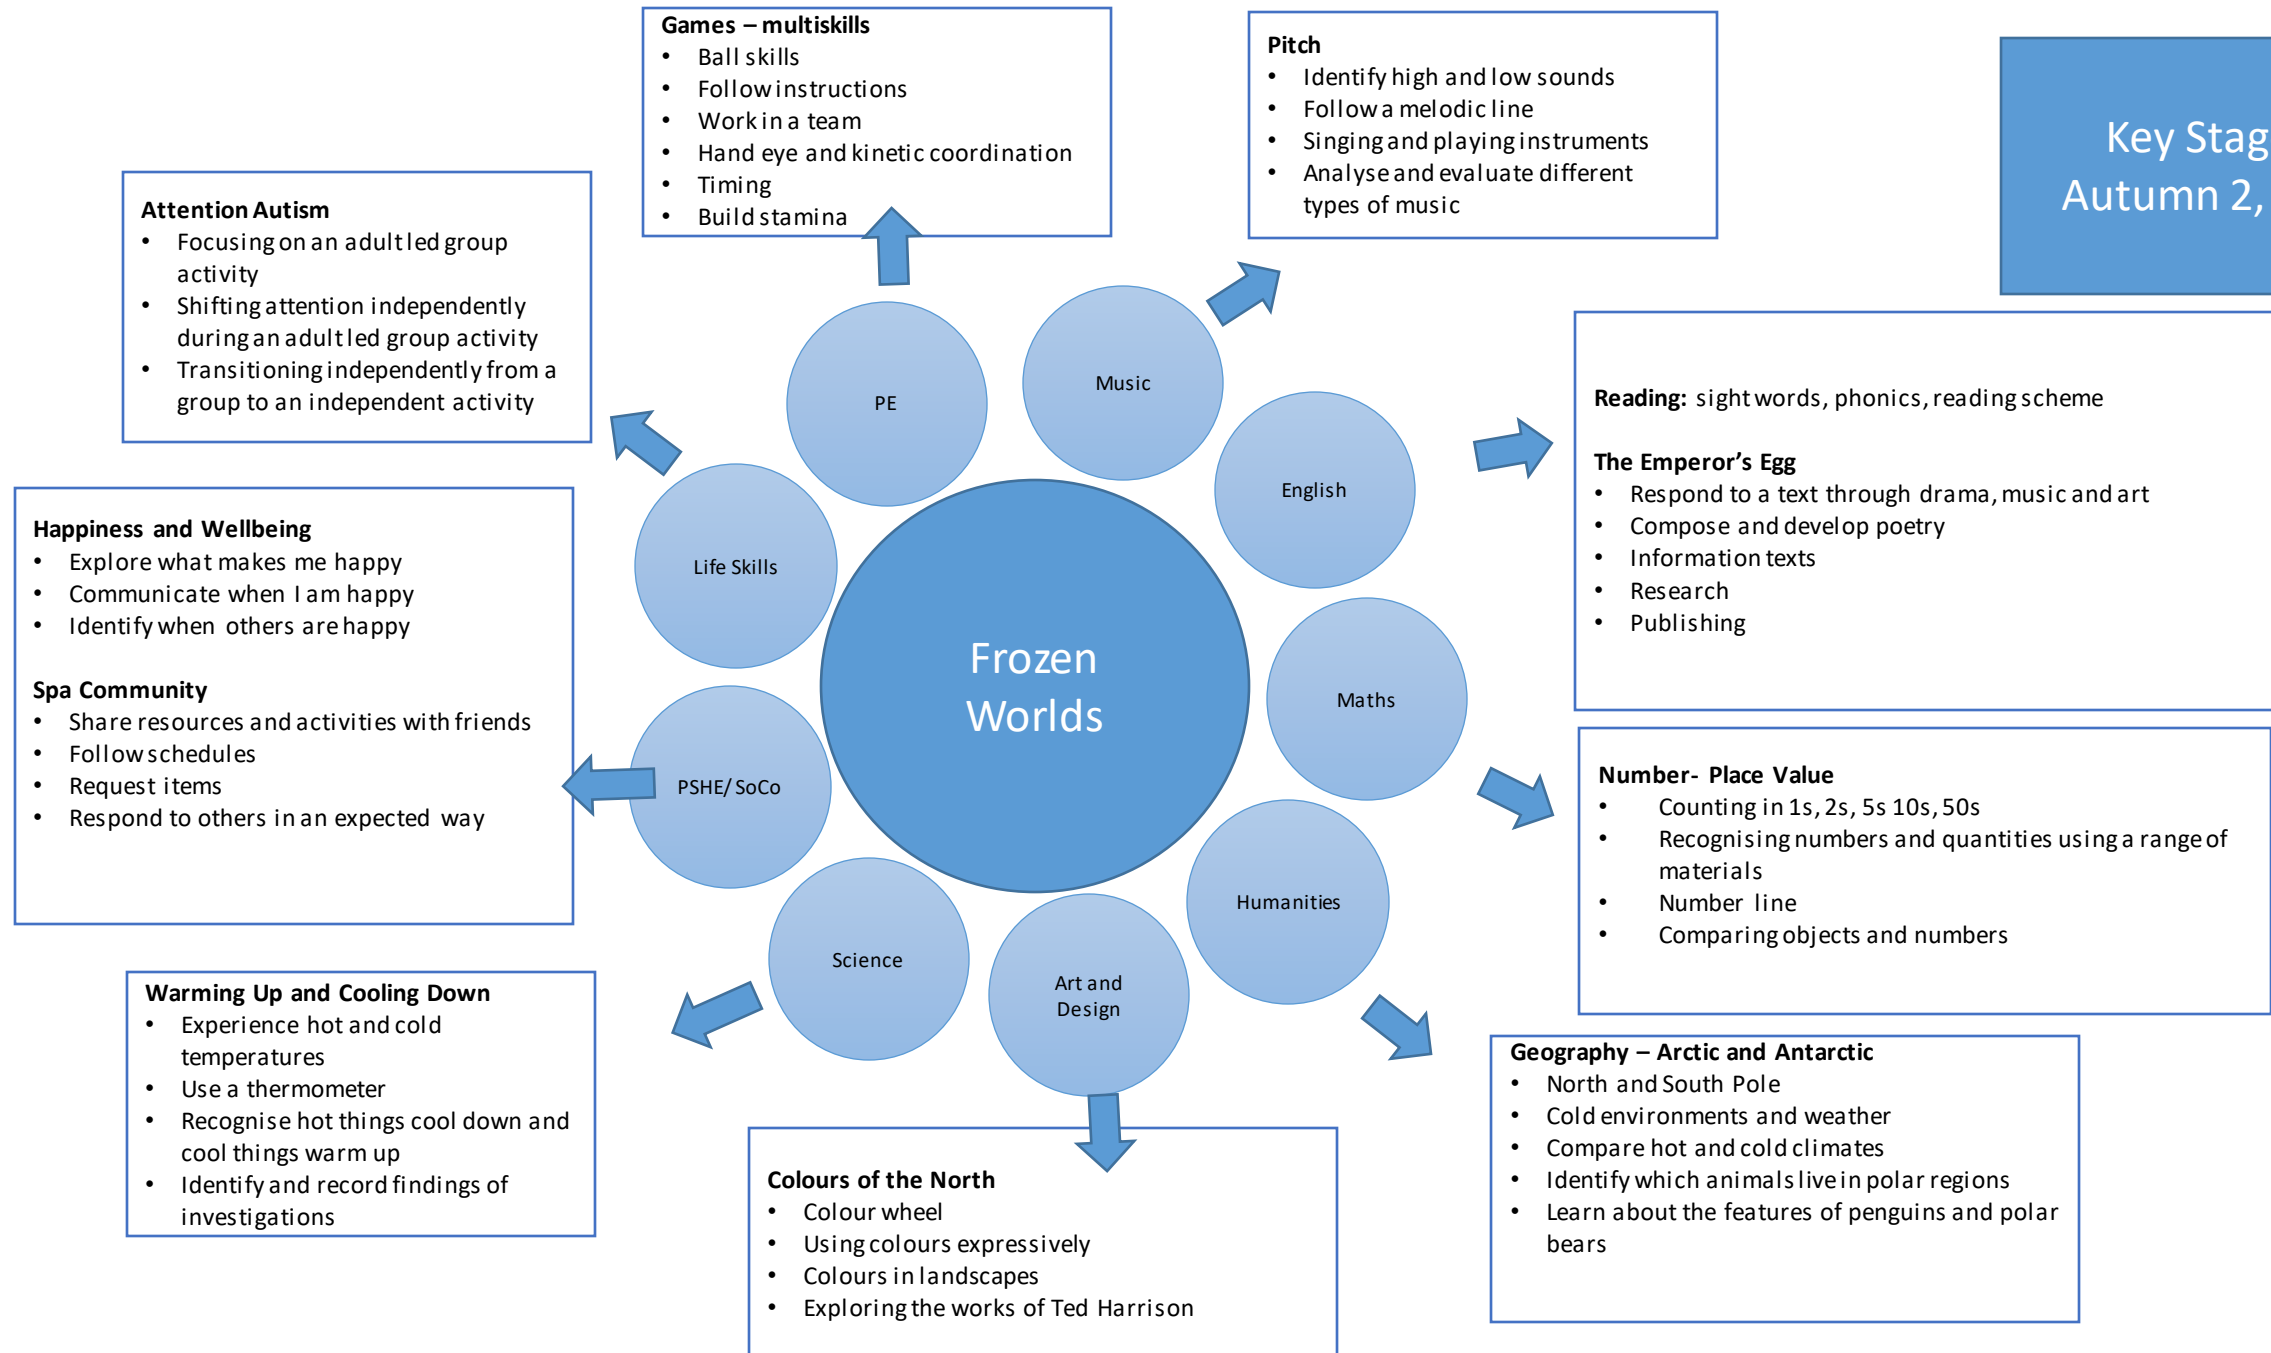 Games – multiskills
• Ball skills
• Follow instructions
• Work in a team
• Hand eye and kinetic coordination
• Timing
• Build stamina
Pitch
• Identify high and low sounds
• Follow a melodic line
• Singing and playing instruments
• Analyse and evaluate different
types of music
Key Stag
Autumn 2,
Attention Autism
• Focusing on an adult led group
activity
• Shifting attention independently
during an adult led group activity
• Transitioning independently from a
group to an independent activity
PE
Music
English
Reading: sight words, phonics, reading scheme
The Emperor's Egg
• Respond to a text through drama, music and art
• Compose and develop poetry
• Information texts
• Research
• Publishing
Happiness and Wellbeing
• Explore what makes me happy
• Communicate when I am happy
• Identify when others are happy
Spa Community
• Share resources and activities with friends
• Follow schedules
• Request items
• Respond to others in an expected way
Life Skills
Frozen
Worlds
Maths
PSHE/ SoCo
Number- Place Value
• Counting in 1s, 2s, 5s 10s, 50s
• Recognising numbers and quantities using a range of
materials
• Number line
• Comparing objects and numbers
Humanities
Science
Art and
Design
Warming Up and Cooling Down
• Experience hot and cold
temperatures
• Use a thermometer
• Recognise hot things cool down and
cool things warm up
• Identify and record findings of
investigations
Geography – Arctic and Antarctic
• North and South Pole
• Cold environments and weather
• Compare hot and cold climates
• Identify which animals live in polar regions
• Learn about the features of penguins and polar
bears
Colours of the North
• Colour wheel
• Using colours expressively
• Colours in landscapes
• Exploring the works of Ted Harrison